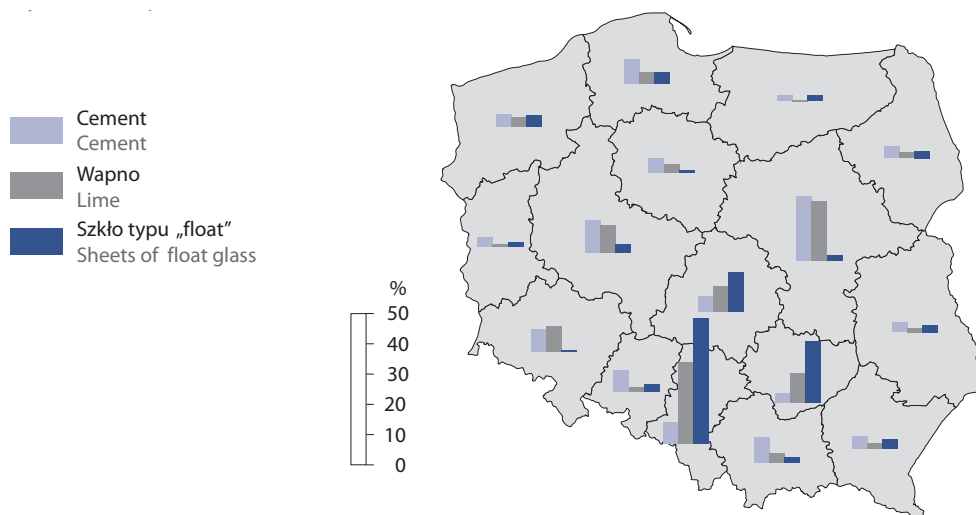 Cement
Cement
Wapno
Lime
Szkło typu „float”
Sheets of float glass
%
50
40
30
20
10
0